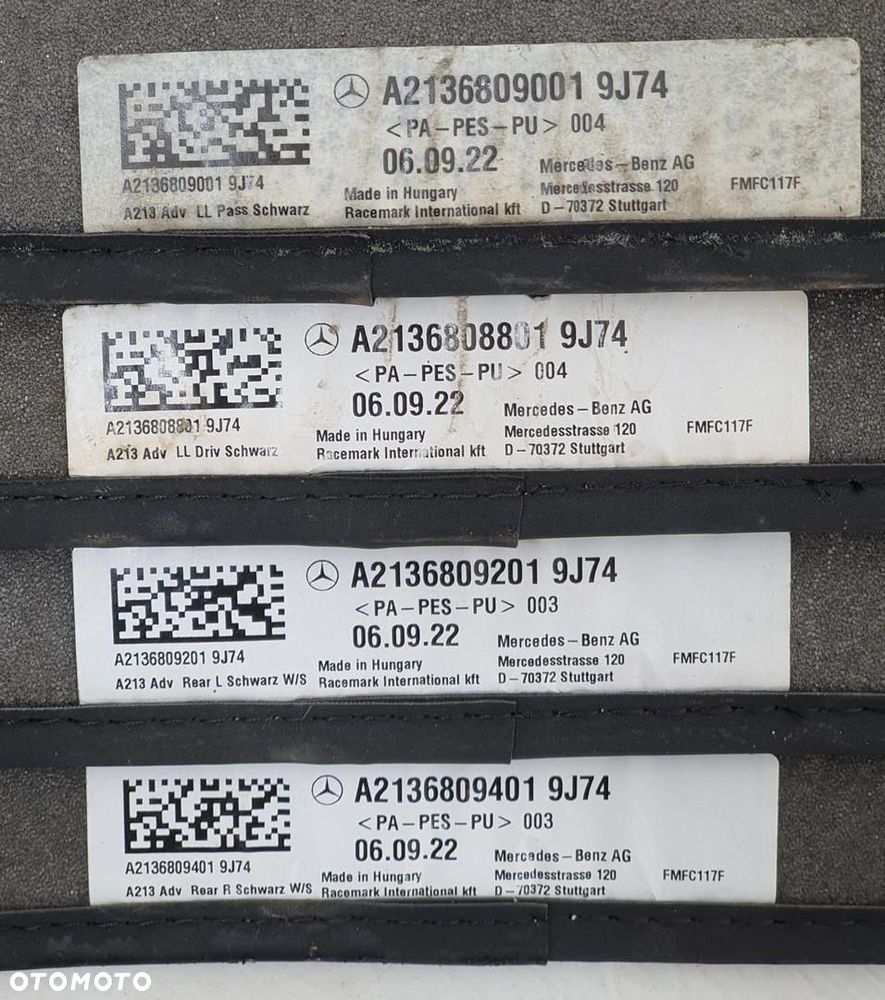 A2136809001 9J74
<PA-PES-PU> 004
06.09.22
A2136809001 9J74
A213 Adv LL Pass Schwarz
Made in Hungary
Racemark International kft
Mercedes-Benz AG
Mercedesstrasse 120
D-70372 Stuttgart
FMFC117F
A2136808801 9J74
<PA-PES-PU> 004
06.09.22
A2136808801 9J74
A213 Adv LL Driv Schwarz
Made in Hungary
Racemark International kft
Mercedes-Benz AG
Mercedesstrasse 120
D-70372 Stuttgart
FMFC117F
A2136809201 9J74
<PA-PES-PU> 003
06.09.22
A2136809201 9J74
A213 Adv Rear L Schwarz W/S
Made in Hungary
Racemark International kft
Mercedes-Benz AG
Mercedesstrasse 120
D-70372 Stuttgart
FMFC117F
A2136809401 9J74
<PA-PES-PU> 003
06.09.22
A2136809401 9J74
A213 Adv Rear R Schwarz W/S
Made in Hungary
Racemark International kft
Mercedes-Benz AG
Mercedesstrasse 120
D-70372 Stuttgart
FMFC117F
OTOMOTO